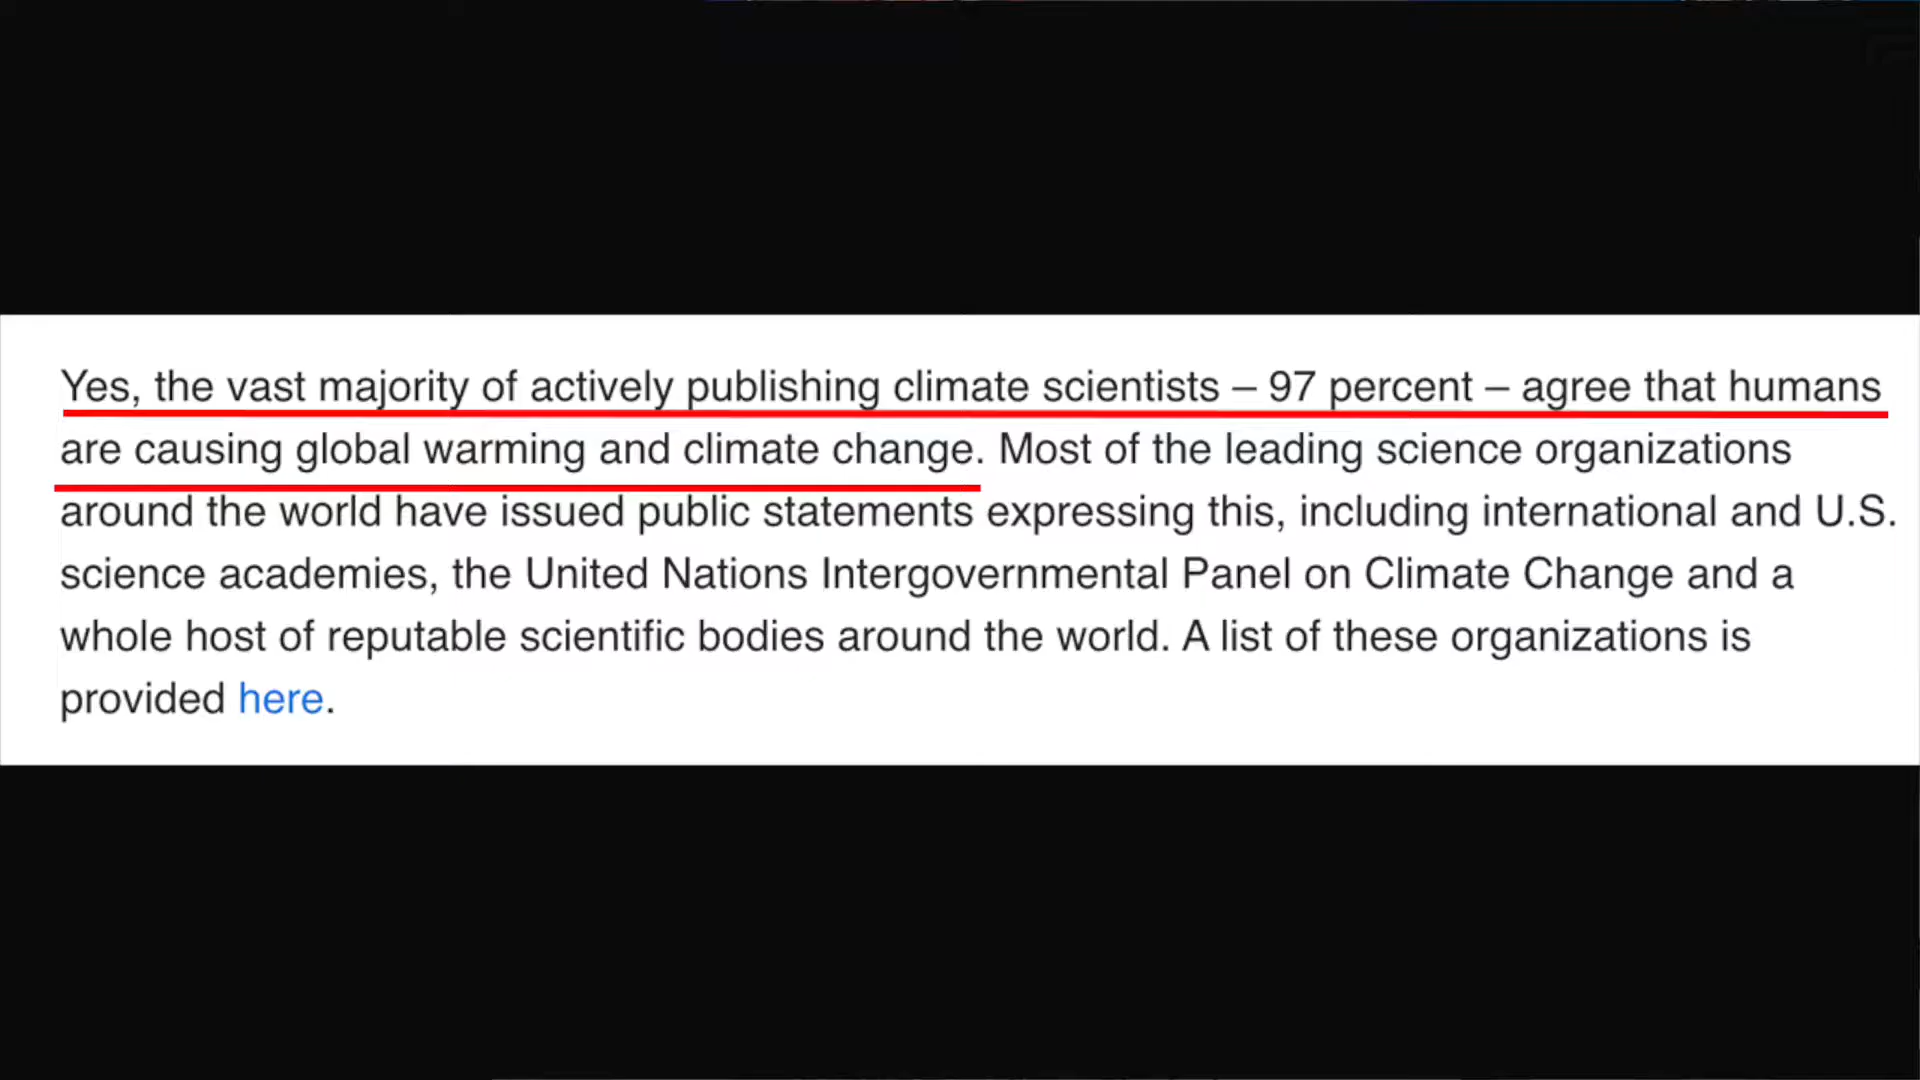 Yes, the vast majority of actively publishing climate scientists – 97 percent – agree that humans
are causing global warming and climate change. Most of the leading science organizations
around the world have issued public statements expressing this, including international and U.S.
science academies, the United Nations Intergovernmental Panel on Climate Change and a
whole host of reputable scientific bodies around the world. A list of these organizations is
provided here.